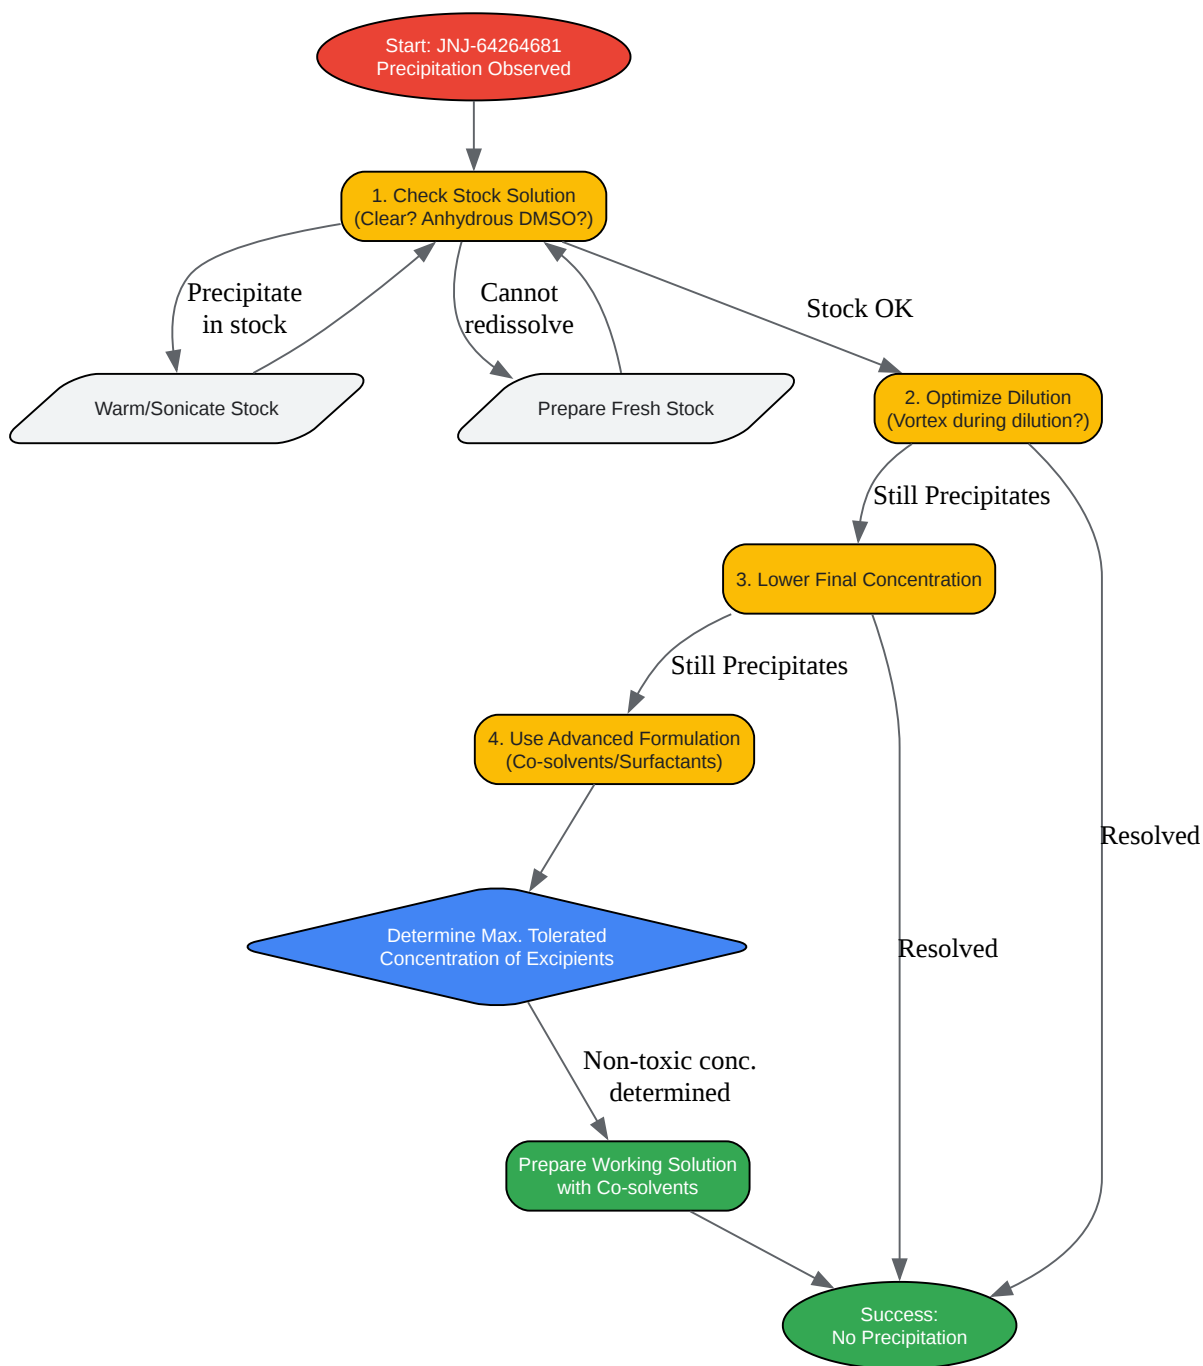 Start: JNJ-64264681
Precipitation Observed
1. Check Stock Solution
(Clear? Anhydrous DMSO?)
Precipitate
in stock
Cannot
redissolve
Stock OK
Warm/Sonicate Stock
Prepare Fresh Stock
2. Optimize Dilution
(Vortex during dilution?)
Still Precipitates
3. Lower Final Concentration
Still Precipitates
4. Use Advanced Formulation
(Co-solvents/Surfactants)
Resolved
Determine Max. Tolerated
Concentration of Excipients
Resolved
Non-toxic conc.
determined
Prepare Working Solution
with Co-solvents
Success:
No Precipitation